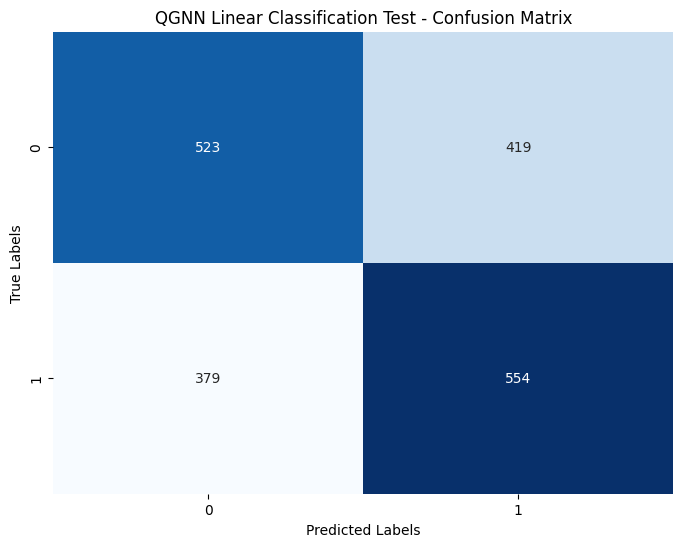 QGNN Linear Classification Test - Confusion Matrix
True Labels
0
523
419
1
379
554
0
1
Predicted Labels